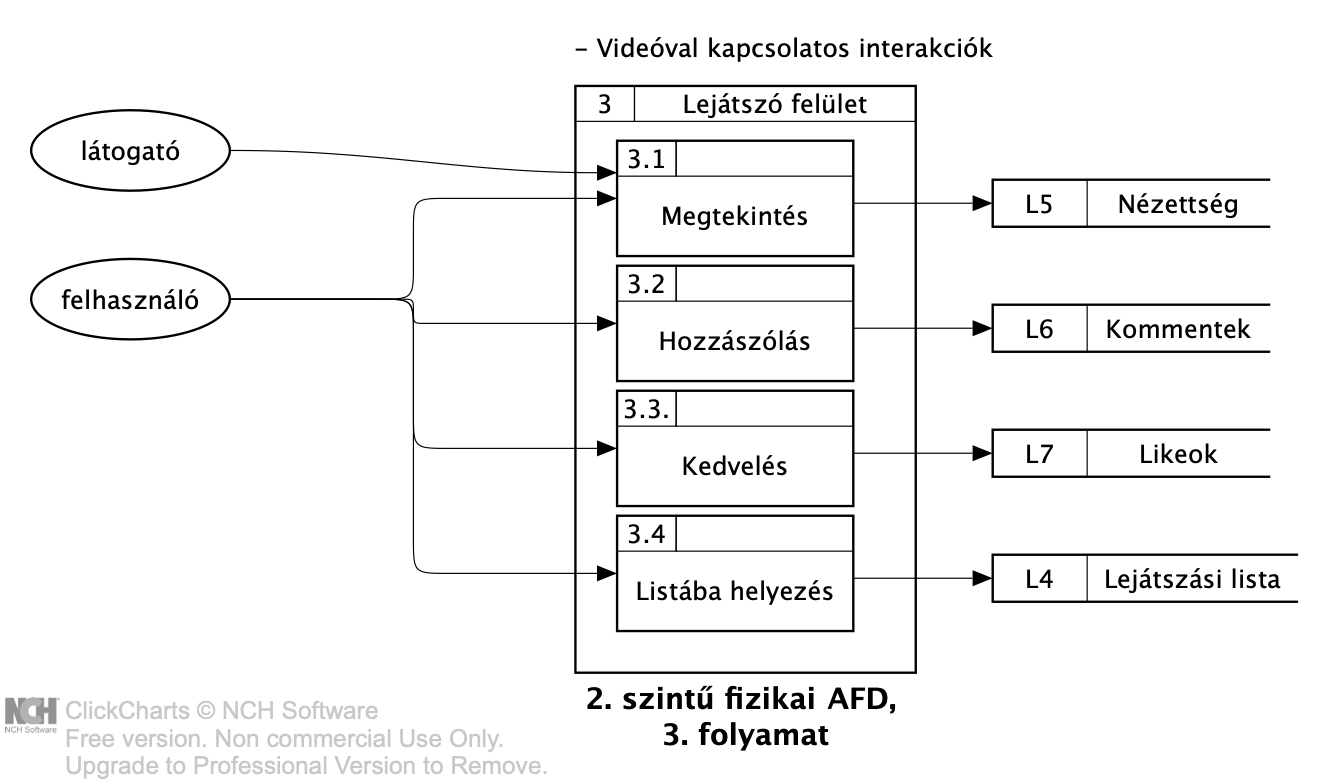 – Videóval kapcsolatos interakciók
3 Lejátszó felület
látogató
felhasználó
3.1
Megtekintés
L5 Nézettség
3.2
Hozzászólás
L6 Kommentek
3.3.
Kedvelés
L7 Likeok
3.4
Listába helyezés
L4 Lejátszási lista
2. szintű fizikai AFD,
3. folyamat
NCH
NCH Software
ClickCharts © NCH Software
Free version. Non commercial Use Only.
Upgrade to Professional Version to Remove.